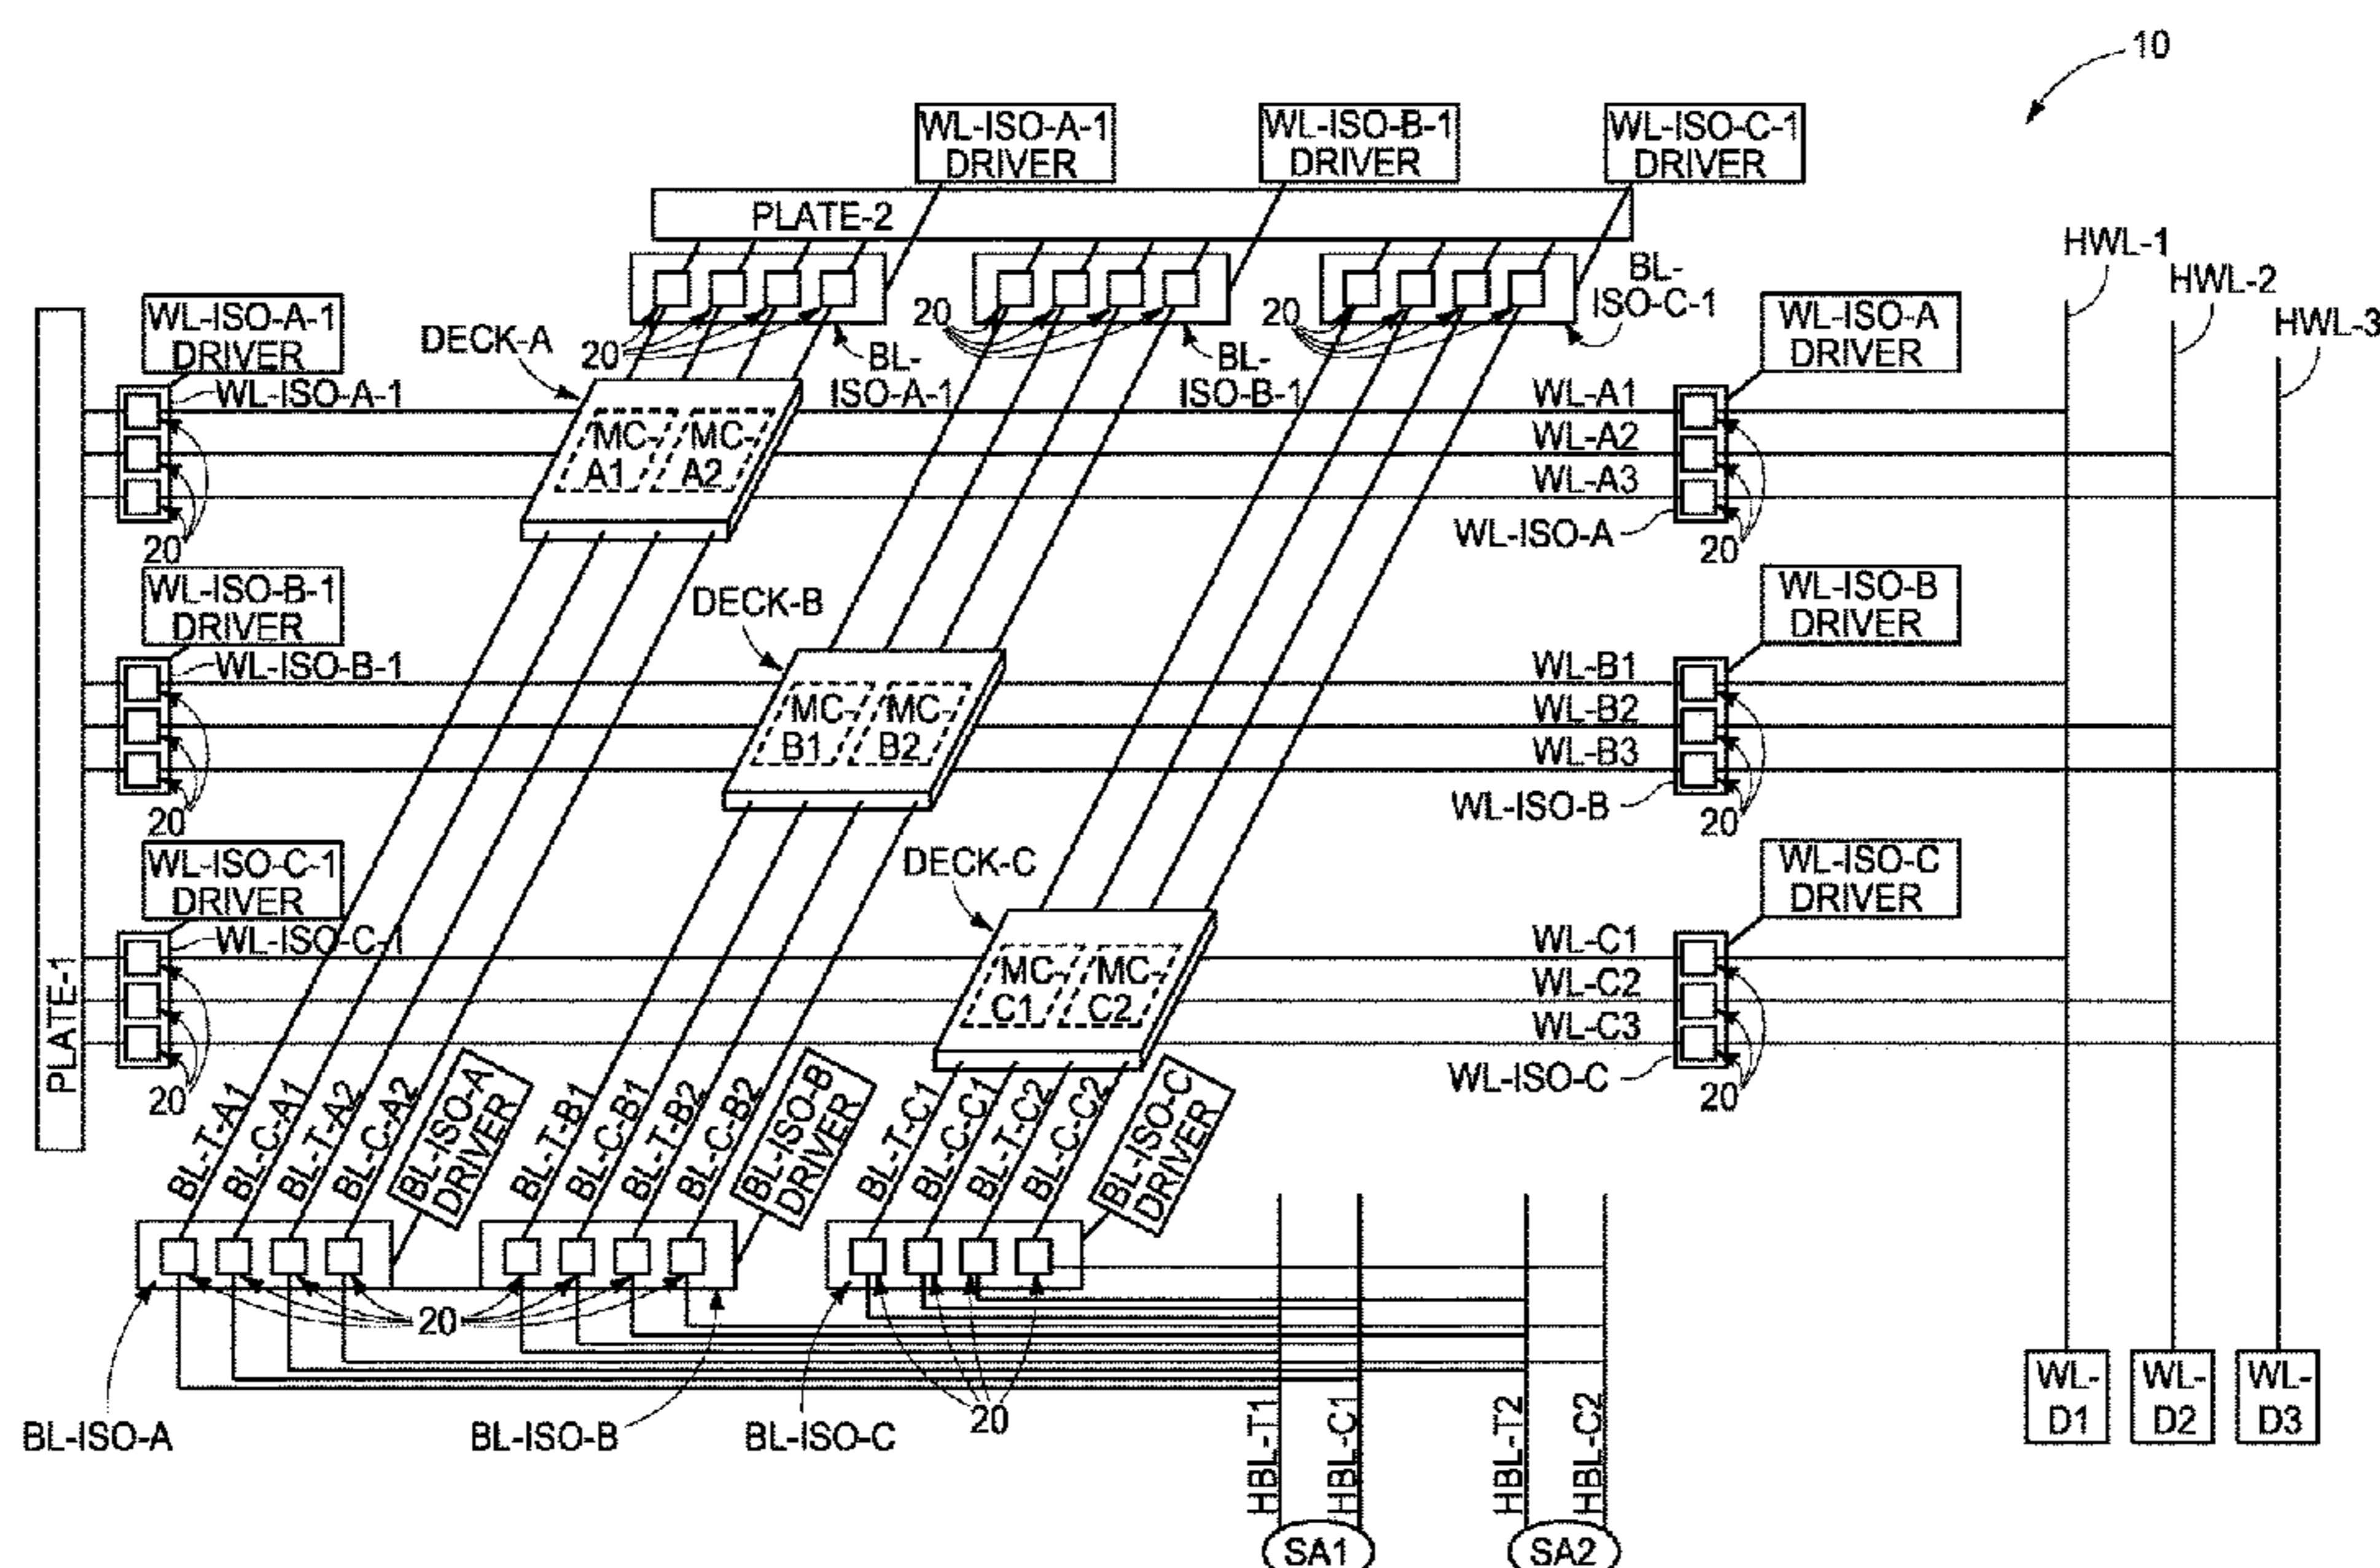 10
WL-ISO-A-1
DRIVER
WL-ISO-B-1
DRIVER
WL-ISO-C-1
DRIVER
PLATE-2
HWL-1
HWL-2
HWL-3
BL-
ISO-C-1
WL-ISO-A-1
DRIVER
DECK-A
20
BL-
ISO-A-1
20
BL-
ISO-B-1
20
WL-ISO-A
DRIVER
WL-ISO-A-1
MC-
A1
MC-
A2
WL-A1
WL-A2
WL-A3
WL-ISO-A
20
20
WL-ISO-B-1
DRIVER
DECK-B
WL-ISO-B
DRIVER
WL-ISO-B-1
MC-
B1
MC-
B2
WL-B1
WL-B2
WL-B3
WL-ISO-B
20
20
WL-ISO-C-1
DRIVER
DECK-C
WL-ISO-C
DRIVER
WL-ISO-C-1
MC-
C1
MC-
C2
WL-C1
WL-C2
WL-C3
WL-ISO-C
20
20
PLATE-1
BL-T-A1
BL-C-A1
BL-T-A2
BL-C-A2
BL-ISO-A
DRIVER
BL-T-B1
BL-C-B1
BL-T-B2
BL-C-B2
BL-ISO-B
DRIVER
BL-T-C1
BL-C-C1
BL-T-C2
BL-C-C2
BL-ISO-C
DRIVER
20
20
BL-ISO-A
BL-ISO-B
BL-ISO-C
HBL-T1
HBL-C1
HBL-T2
HBL-C2
WL-
D1
WL-
D2
WL-
D3
SA1
SA2